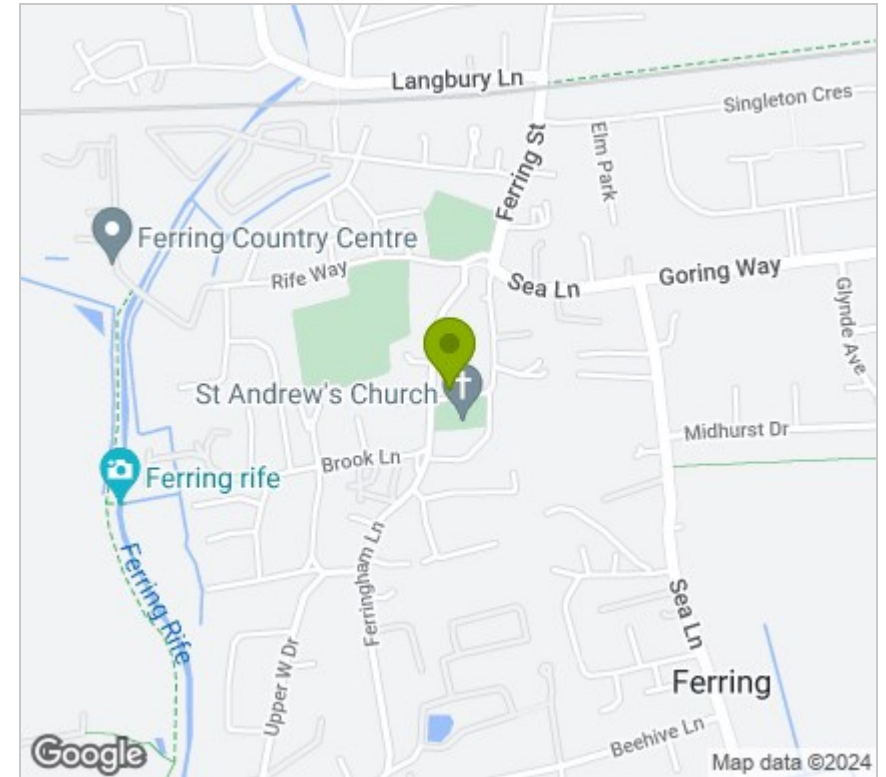 Langbury Ln
Singleton Cres
Elm Park
Ferring St
Ferring Country Centre
Rife Way
Sea Ln
Goring Way
Glynde Ave
St Andrew's Church
Midhurst Dr
Brook Ln
Ferring rife
Ferring Rife
Ferringham Ln
Sea Ln
Upper W Dr
Ferring
Beehive Ln
Google
Map data ©2024